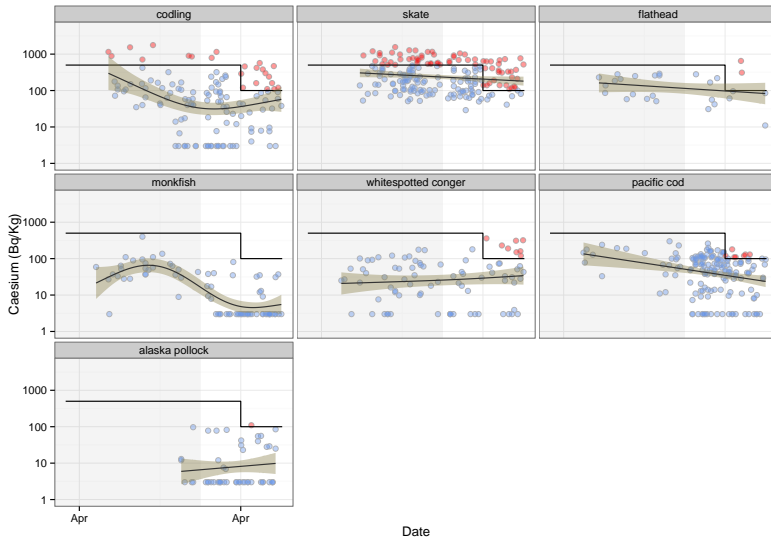 codling
skate
flathead
1000
100
10
1
monkfish
whitespotted conger
pacific cod
1000
100
10
1
alaska pollock
1000
100
10
1
Caesium (Bq/Kg)
Apr
Apr
Date